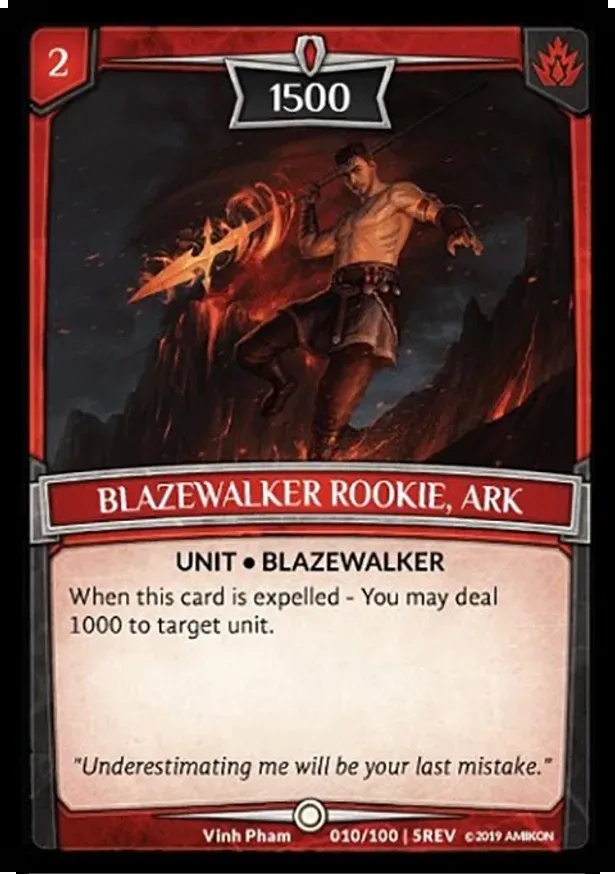 2
1500
BLAZEWALKER ROOKIE, ARK
UNIT • BLAZEWALKER
When this card is expelled - You may deal
1000 to target unit.
"Underestimating me will be your last mistake."
Vinh Pham 010/100 | 5REV ©2019 AMIKON